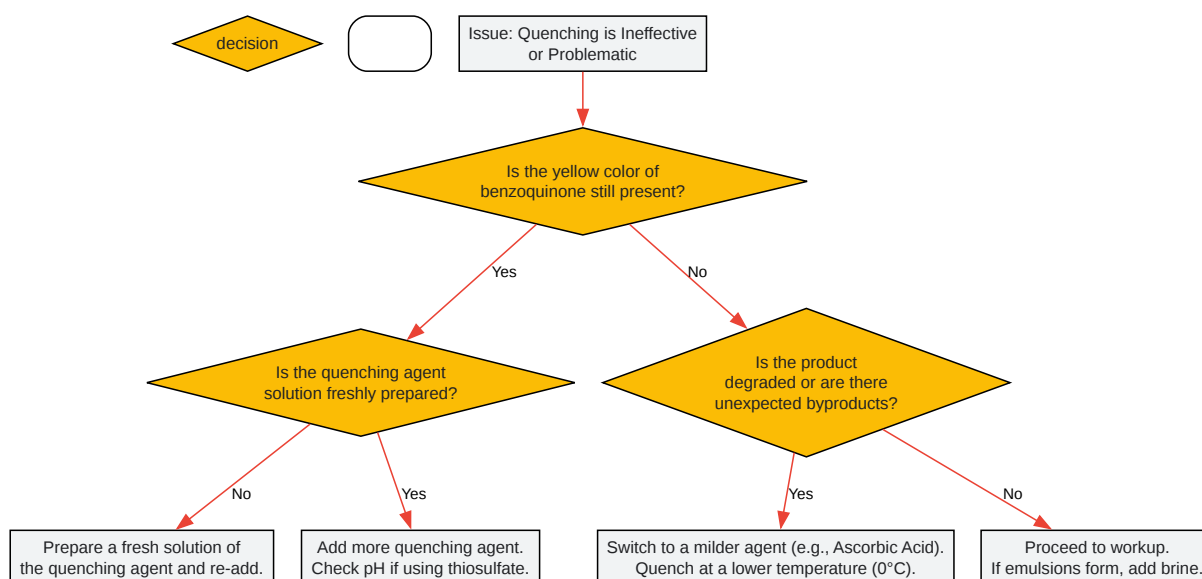 decision
Issue: Quenching is Ineffective
or Problematic
Is the yellow color of
benzoquinone still present?
Yes
No
Is the quenching agent
solution freshly prepared?
Is the product
degraded or are there
unexpected byproducts?
No
Yes
Yes
No
Prepare a fresh solution of
the quenching agent and re-add.
Add more quenching agent.
Check pH if using thiosulfate.
Switch to a milder agent (e.g., Ascorbic Acid).
Quench at a lower temperature (0°C).
Proceed to workup.
If emulsions form, add brine.